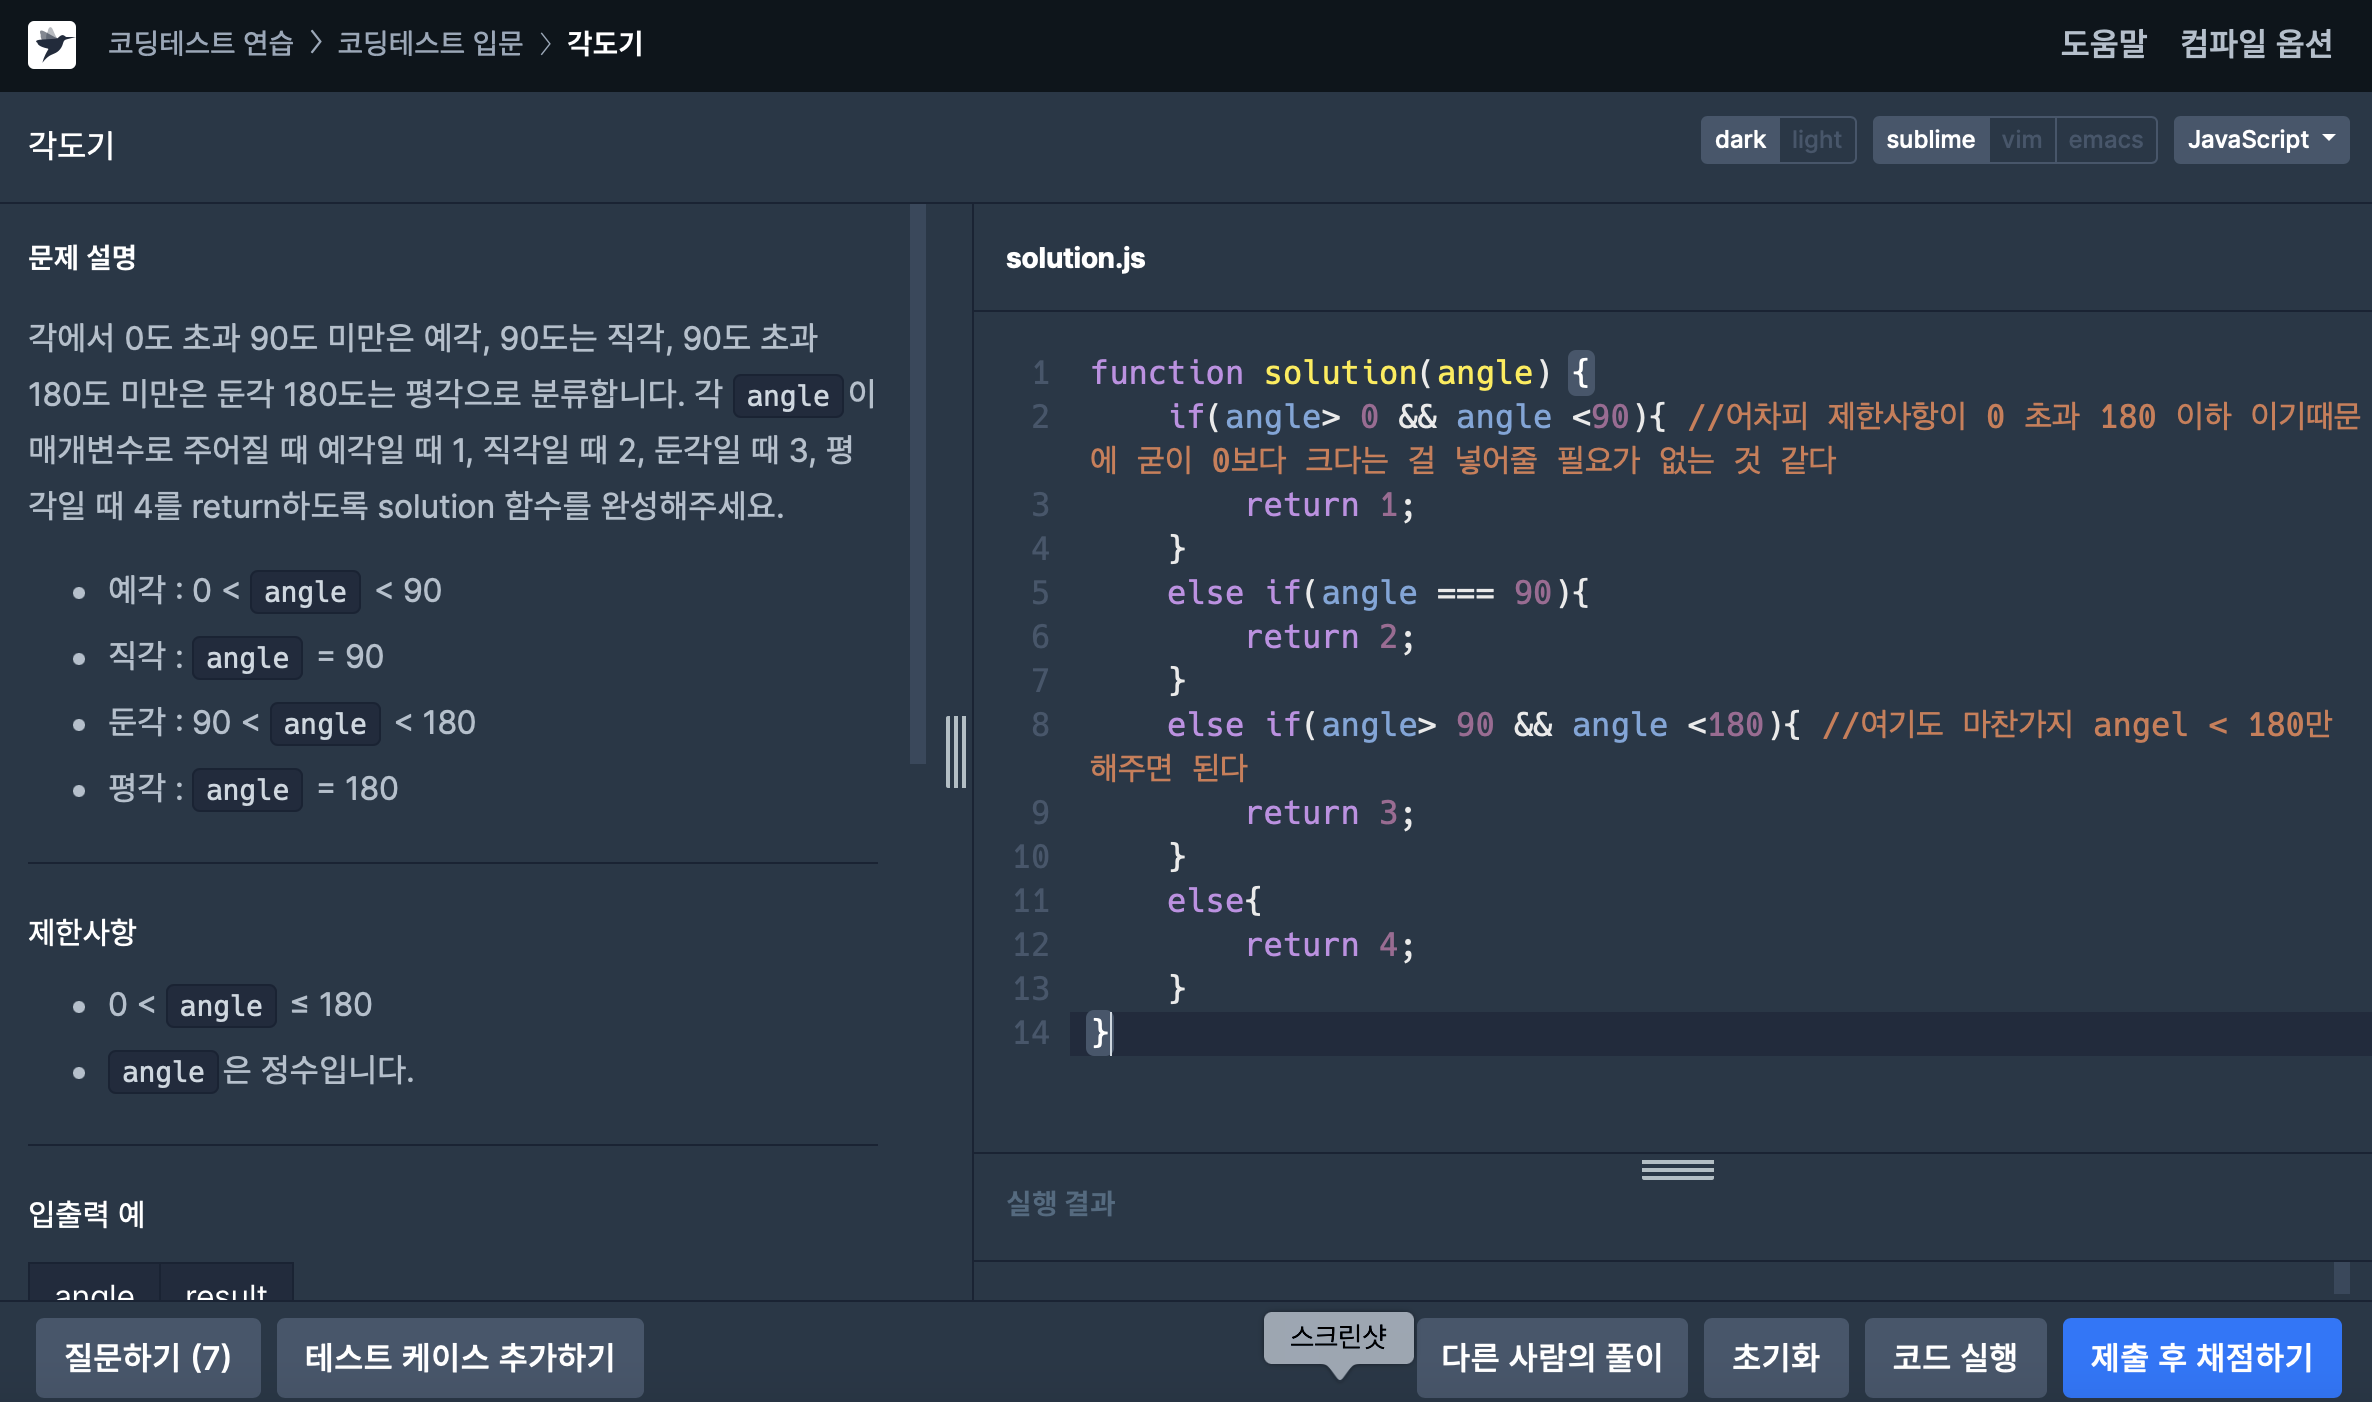 코딩테스트 연습 > 코딩테스트 입문 > 각도기
도움말 컴파일 옵션
각도기
dark light sublime vim emacs JavaScript
문제 설명
각에서 0도 초과 90도 미만은 예각, 90도는 직각, 90도 초과
180도 미만은 둔각 180도는 평각으로 분류합니다. 각 angle이
매개변수로 주어질 때 예각일 때 1, 직각일 때 2, 둔각일 때 3, 평
각일 때 4를 return하도록 solution 함수를 완성해주세요.
예각 : 0 < angle < 90
직각 : angle = 90
둔각 : 90 < angle < 180
평각 : angle = 180
제한사항
0 < angle ≤ 180
angle은 정수입니다.
입출력 예
angle result
solution.js
1 function solution(angle) {
2 if(angle> 0 && angle <90){ //어차피 제한사항이 0 초과 180 이하 이기때문
에 굳이 0보다 크다는 걸 넣어줄 필요가 없는 것 같다
3 return 1;
4 }
5 else if(angle === 90){
6 return 2;
7 }
8 else if(angle> 90 && angle <180){ //여기도 마찬가지 angel < 180만
해주면 된다
9 return 3;
10 }
11 else{
12 return 4;
13 }
14 }
실행 결과
스크린샷
질문하기 (7) 테스트 케이스 추가하기 다른 사람의 풀이 초기화 코드 실행 제출 후 채점하기